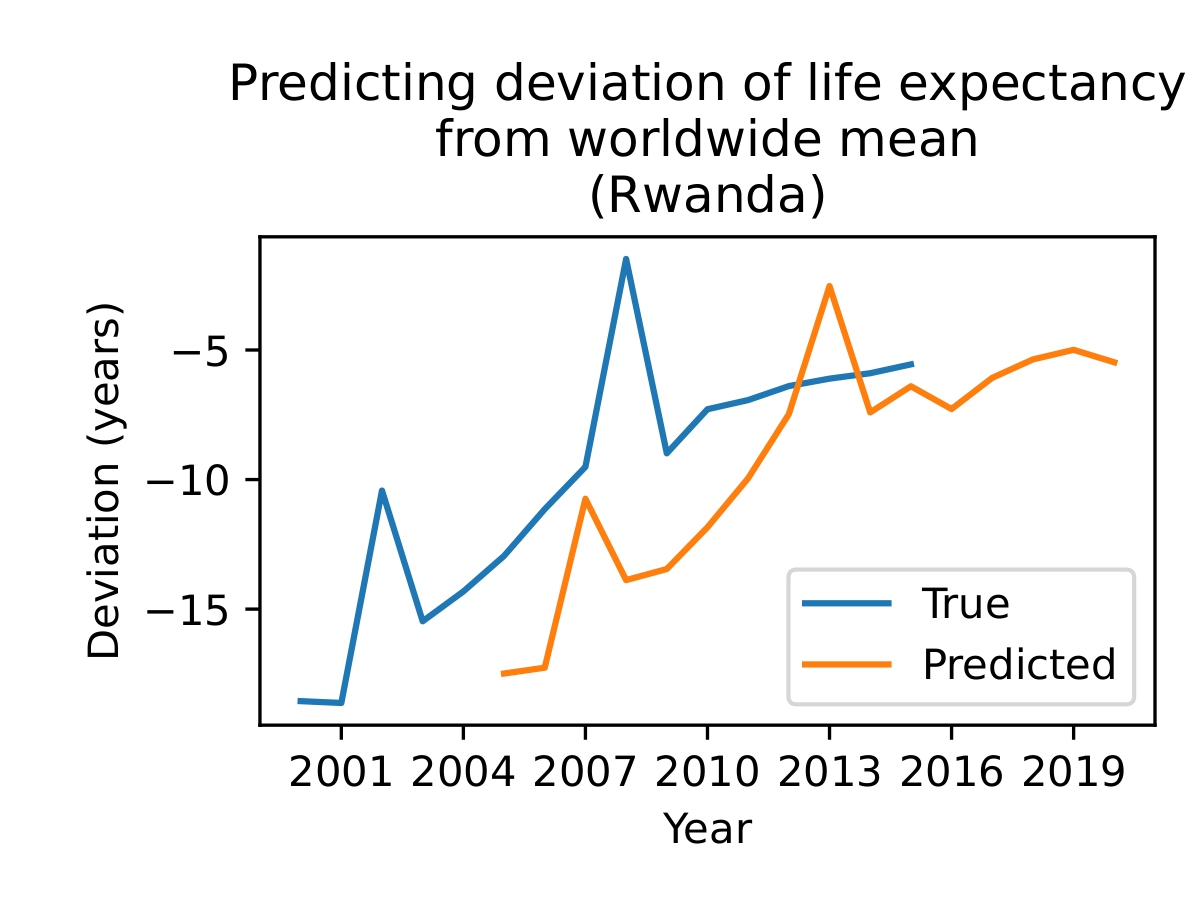 Predicting deviation of life expectancy
from worldwide mean
(Rwanda)
Deviation (years)
−5
−10
−15
True
Predicted
2001 2004 2007 2010 2013 2016 2019
Year